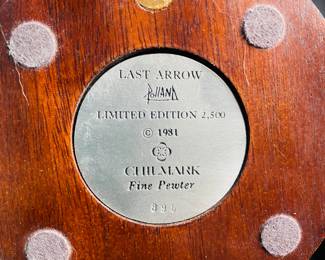 LAST ARROW
Polland
LIMITED EDITION 2,500
© 1981
CHILMARK
Fine Pewter